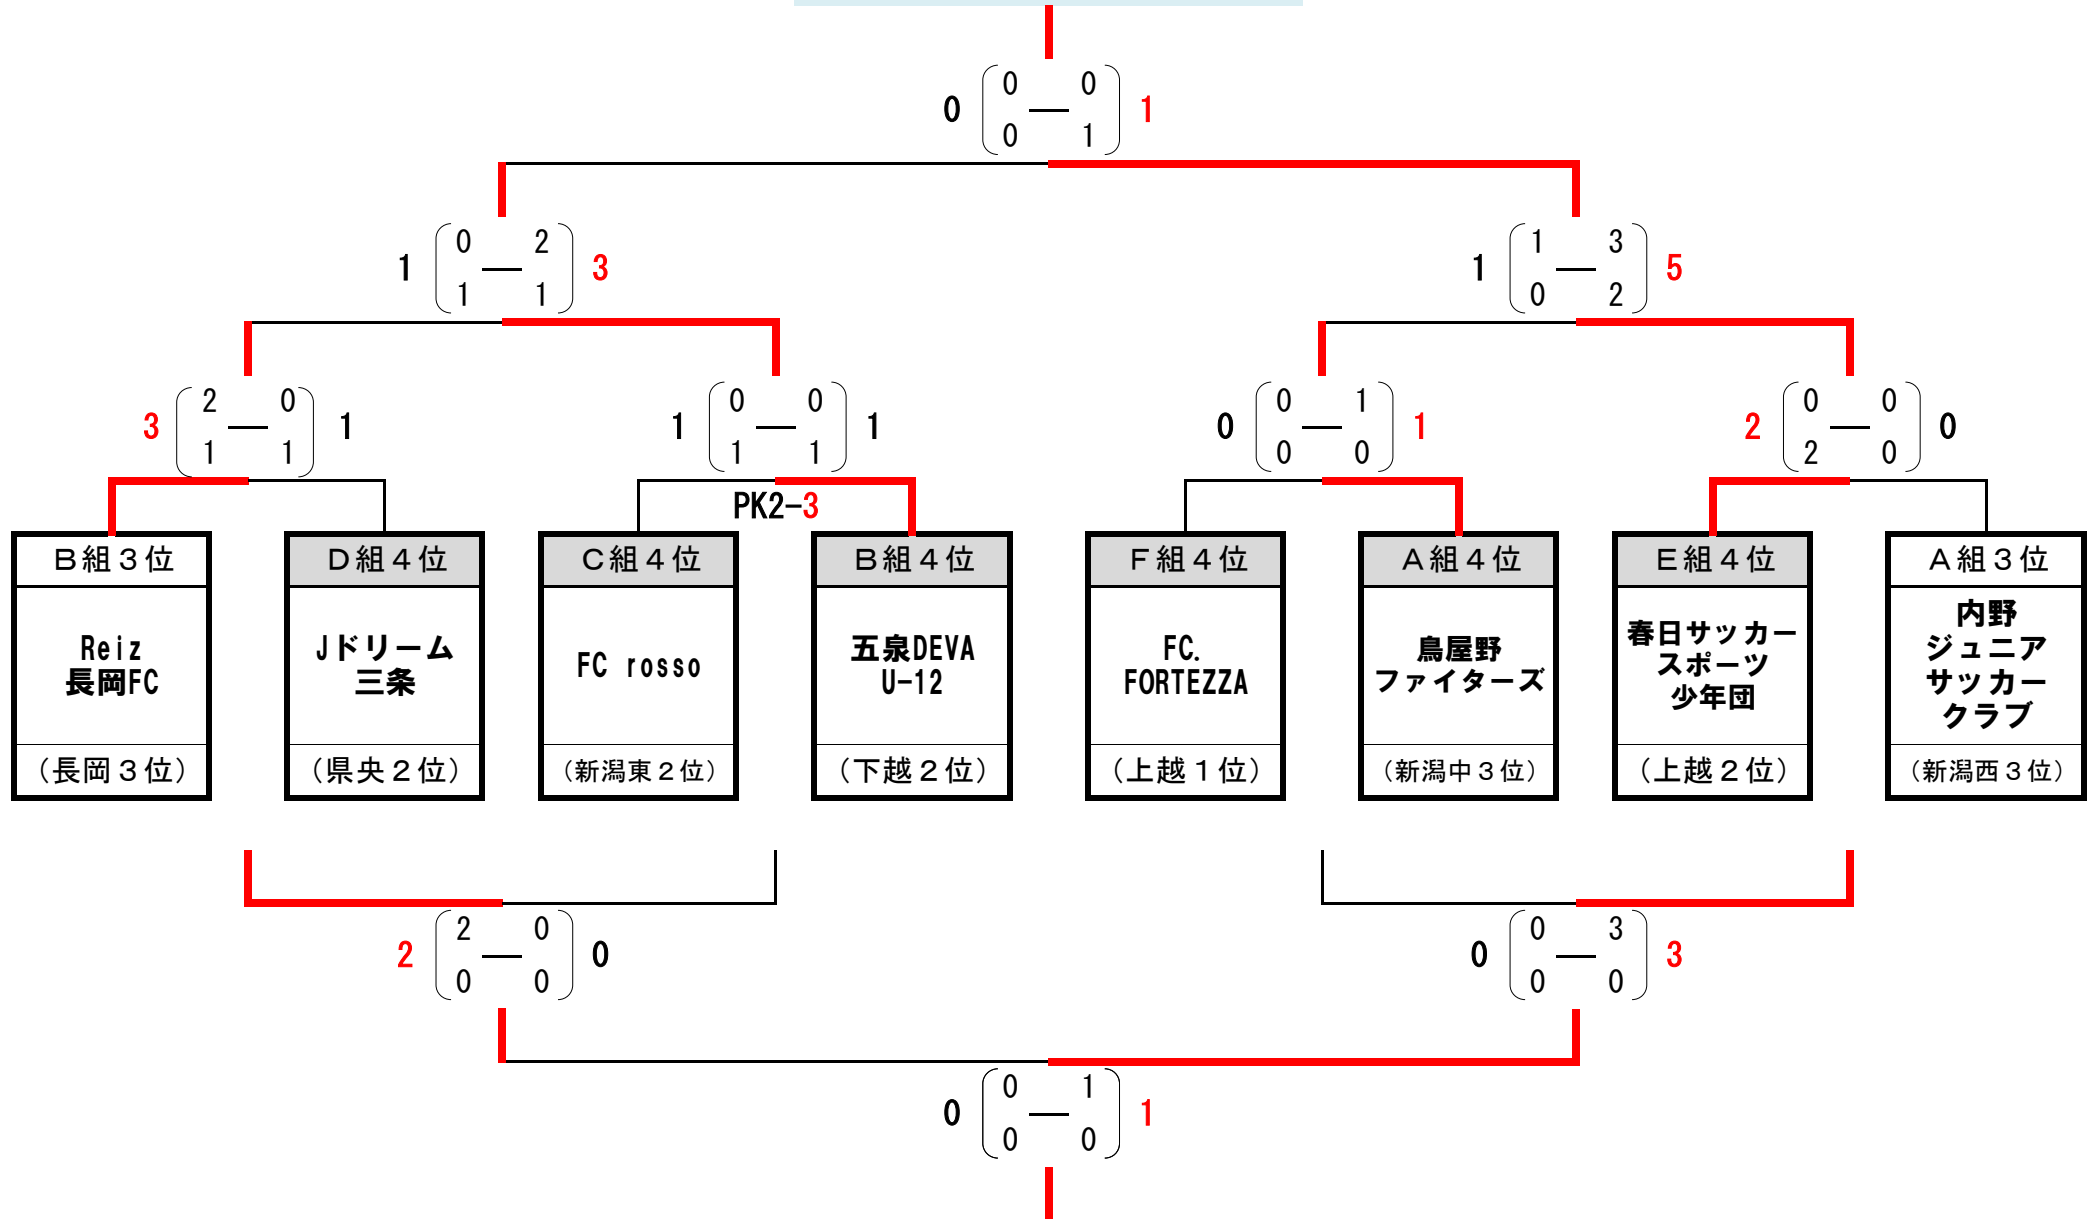 0 0 — 0 1
0 1
1 0 — 2 3
1 1
1 1 — 3 5
0 2
3 2 — 0 1
1 1
1 0 — 0 1
1 1
0 0 — 1 1
0 0
2 0 — 0 0
2 0
PK2-3
Ｂ組３位
Ｄ組４位
Ｃ組４位
Ｂ組４位
Ｆ組４位
Ａ組４位
Ｅ組４位
Ａ組３位
Reiz
長岡FC
Jドリーム
三条
FC rosso
五泉DEVA
U-12
FC.
FORTEZZA
鳥屋野
ファイターズ
春日サッカー
スポーツ
少年団
内野
ジュニア
サッカー
クラブ
（長岡３位）
（県央２位）
（新潟東２位）
（下越２位）
（上越１位）
（新潟中３位）
（上越２位）
（新潟西３位）
2 2 — 0 0
0 0
0 0 — 3 3
0 0
0 0 — 1 1
0 0